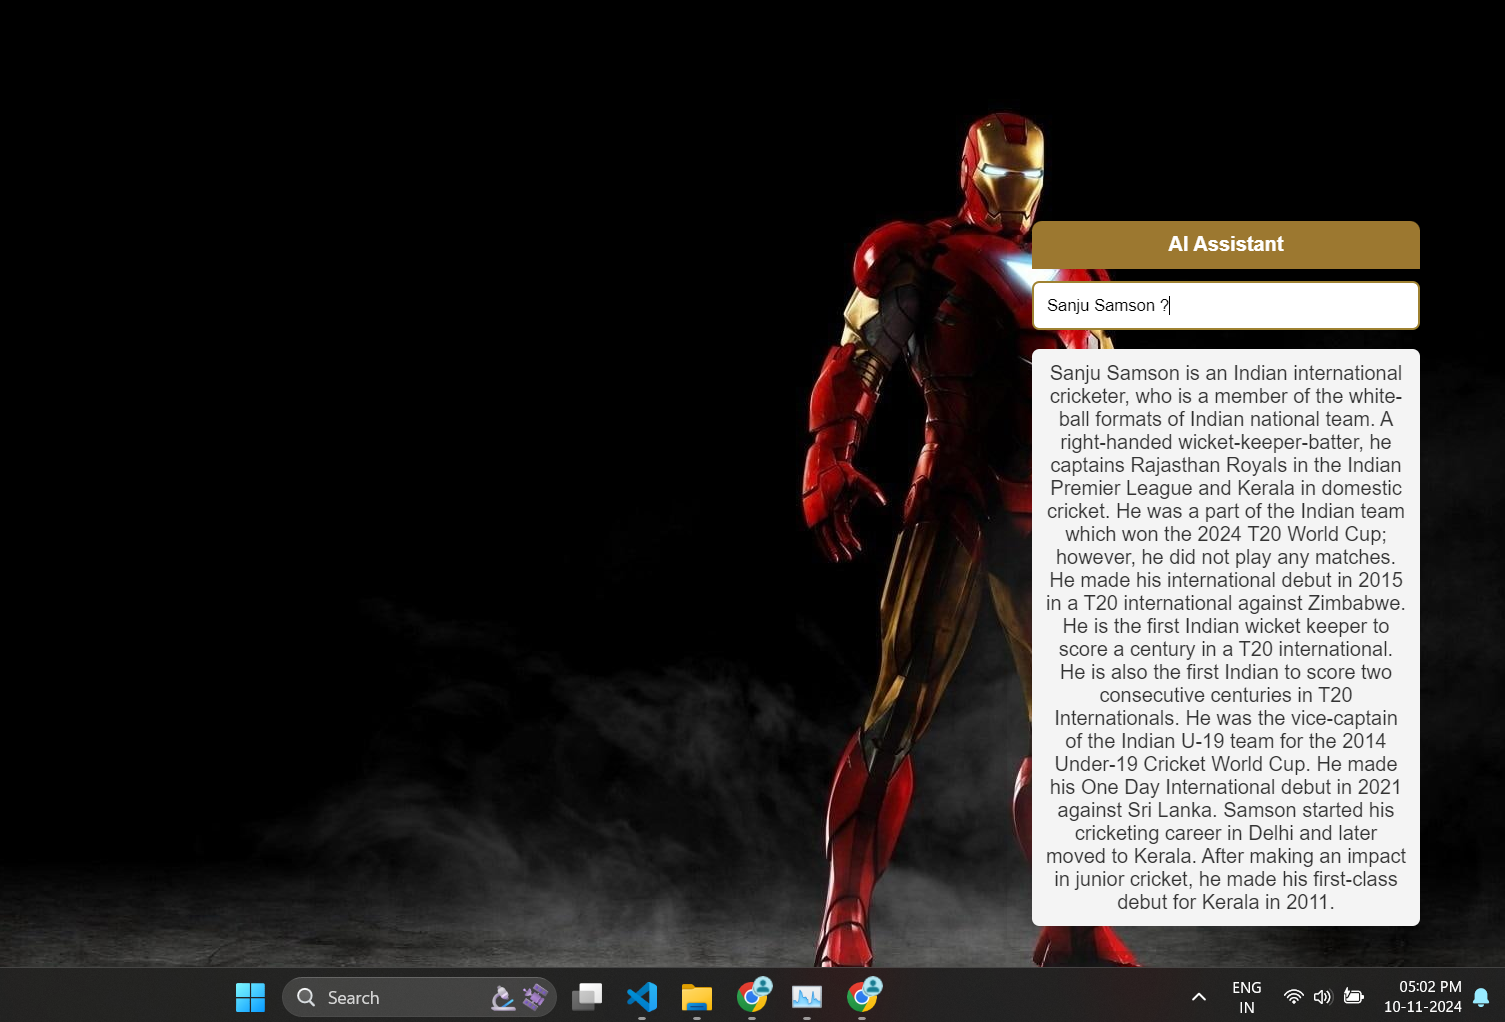 AI Assistant
Sanju Samson ?
Sanju Samson is an Indian international
cricketer, who is a member of the white-
ball formats of Indian national team. A
right-handed wicket-keeper-batter, he
captains Rajasthan Royals in the Indian
Premier League and Kerala in domestic
cricket. He was a part of the Indian team
which won the 2024 T20 World Cup;
however, he did not play any matches.
He made his international debut in 2015
in a T20 international against Zimbabwe.
He is the first Indian wicket keeper to
score a century in a T20 international.
He is also the first Indian to score two
consecutive centuries in T20
Internationals. He was the vice-captain
of the Indian U-19 team for the 2014
Under-19 Cricket World Cup. He made
his One Day International debut in 2021
against Sri Lanka. Samson started his
cricketing career in Delhi and later
moved to Kerala. After making an impact
in junior cricket, he made his first-class
debut for Kerala in 2011.
Search
ENG
IN
05:02 PM
10-11-2024